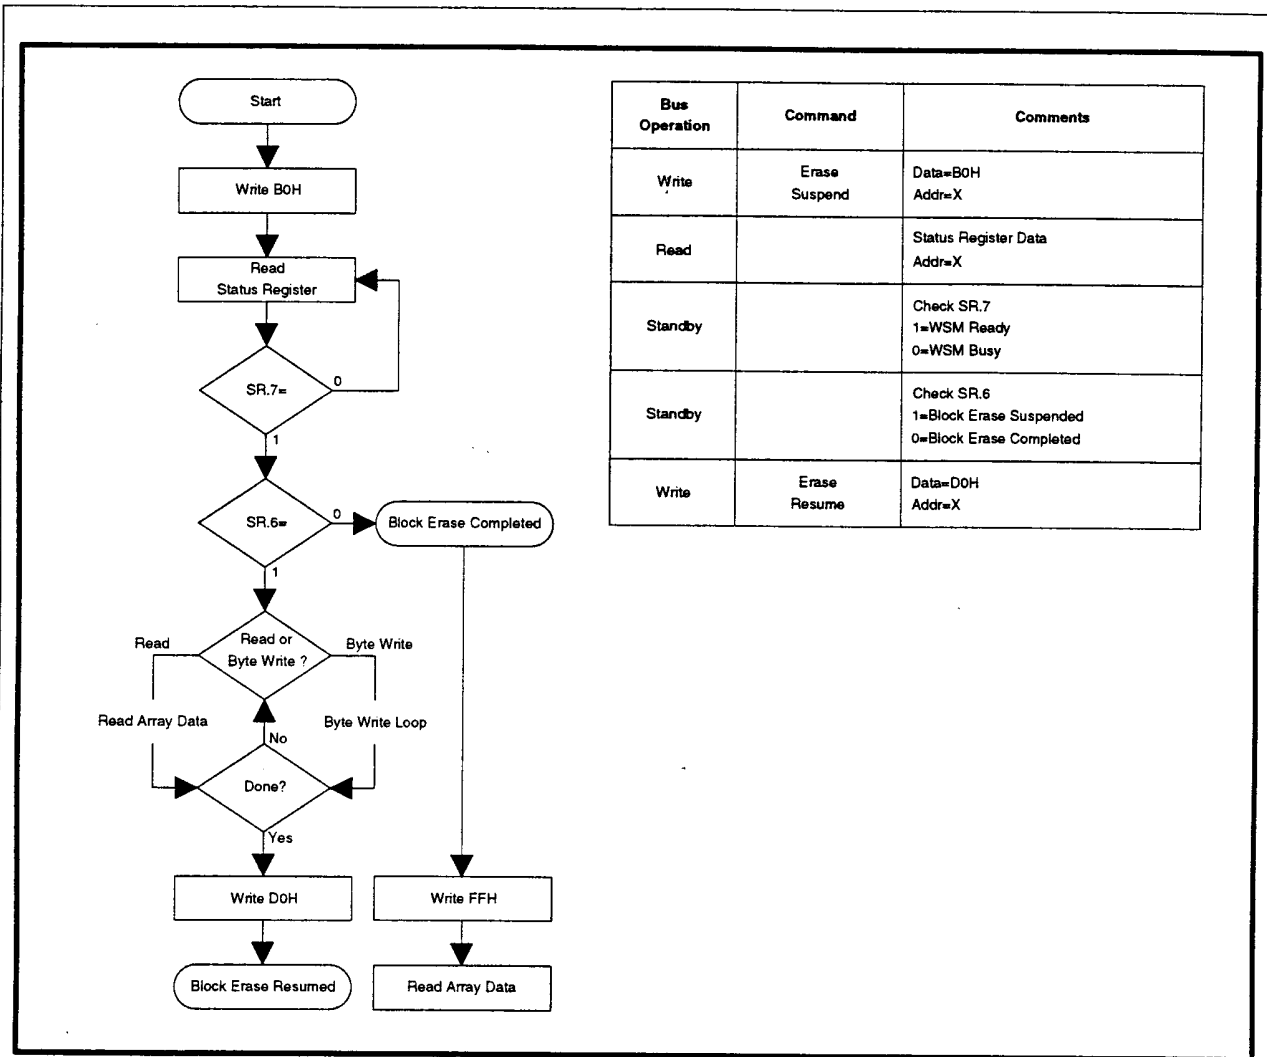 Start
Write B0H
Read
Status Register
SR.7=
0
1
SR.6=
0
Block Erase Completed
1
Read
Read or
Byte Write ?
Byte Write
Read Array Data
Byte Write Loop
No
Done?
Yes
Write D0H
Write FFH
Block Erase Resumed
Read Array Data
Bus
Operation
Command
Comments
Write
Erase
Suspend
Data=B0H
Addr=X
Read
Status Register Data
Addr=X
Standby
Check SR.7
1=WSM Ready
0=WSM Busy
Standby
Check SR.6
1=Block Erase Suspended
0=Block Erase Completed
Write
Erase
Resume
Data=D0H
Addr=X